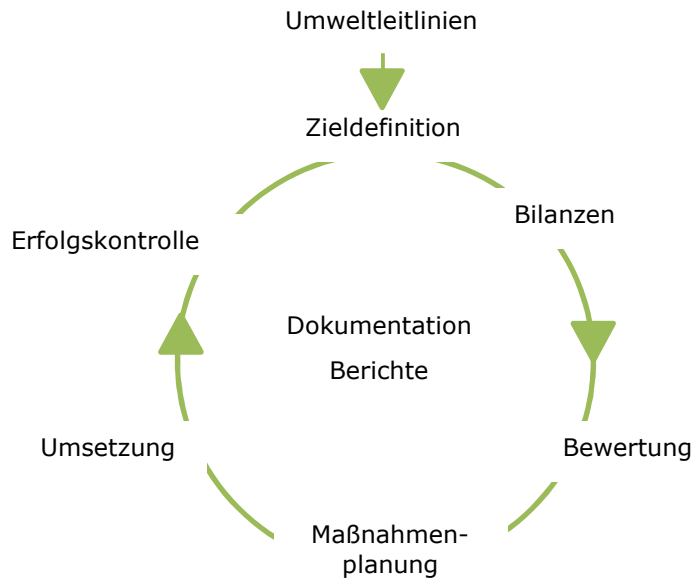 Umweltleitlinien
Zieldefinition
Bilanzen
Erfolgskontrolle
Dokumentation
Berichte
Umsetzung
Bewertung
Maßnahmen-
planung